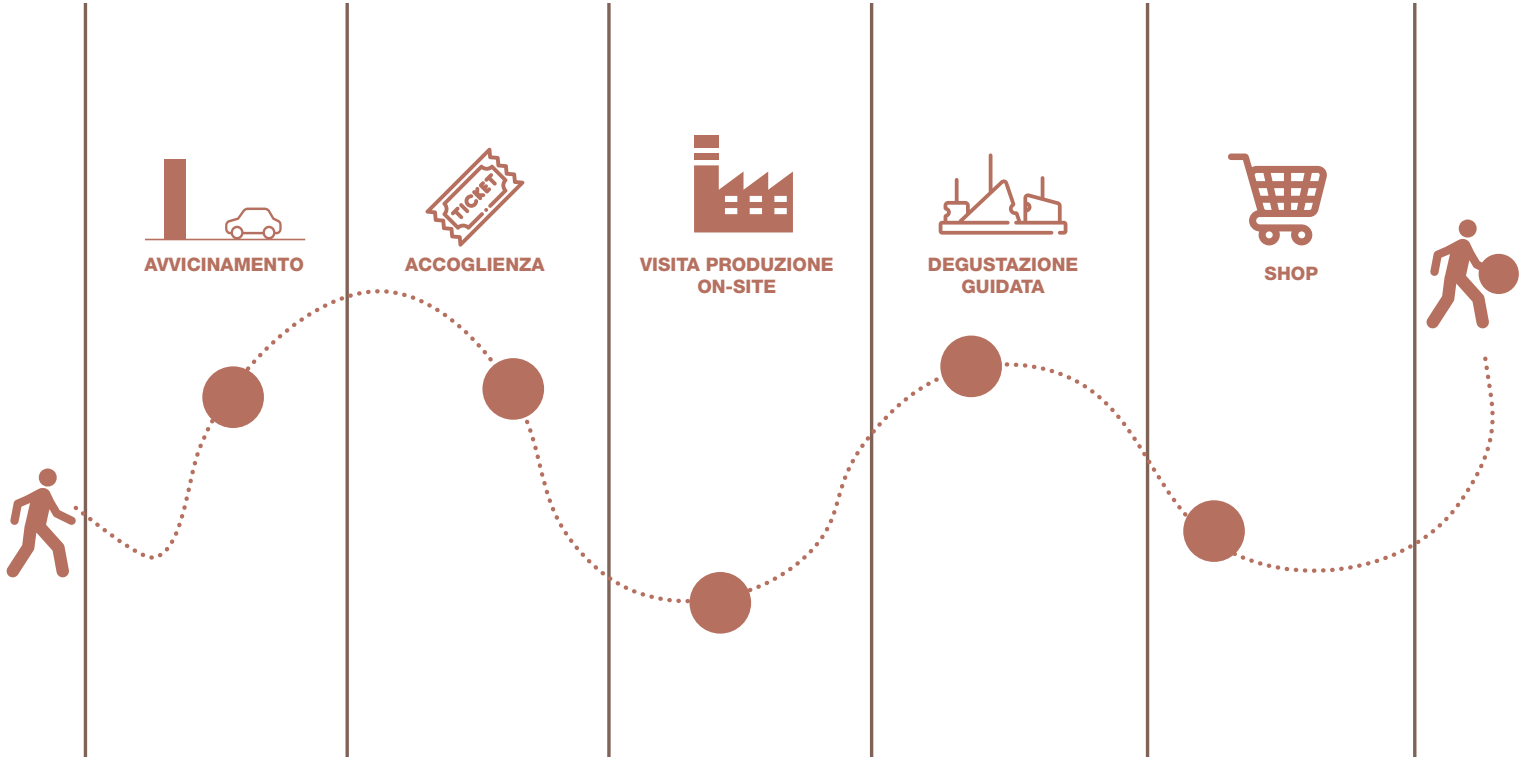 TICKET
AVVICINAMENTO
ACCOGLIENZA
VISITA PRODUZIONE
ON-SITE
DEGUSTAZIONE
GUIDATA
SHOP